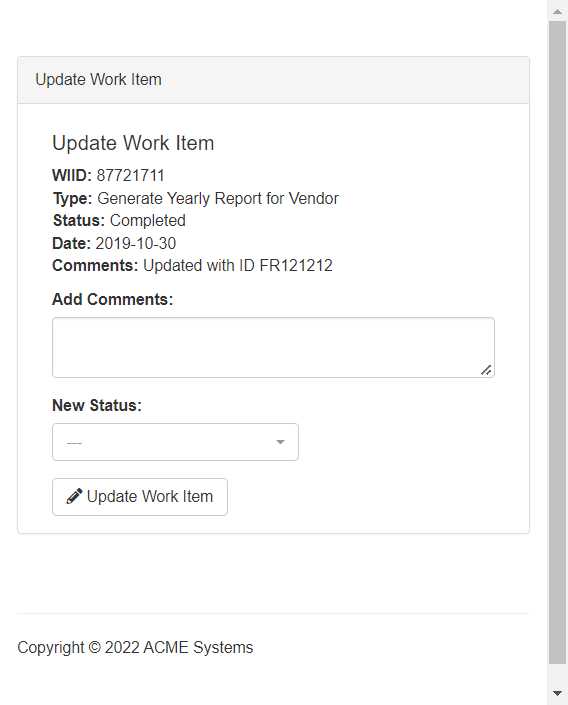 Update Work Item
Update Work Item
WIID: 87721711
Type: Generate Yearly Report for Vendor
Status: Completed
Date: 2019-10-30
Comments: Updated with ID FR121212
Add Comments:
New Status:
—
Update Work Item
Copyright © 2022 ACME Systems